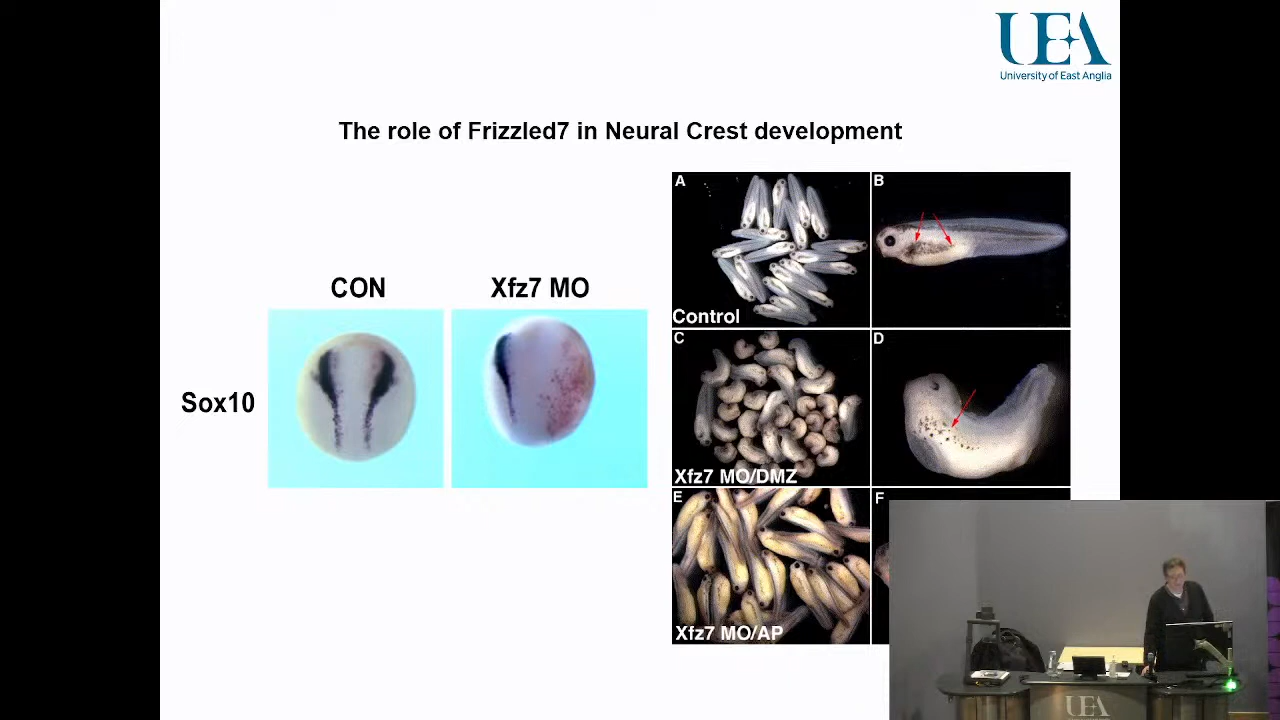 UEA
University of East Anglia
The role of Frizzled7 in Neural Crest development
CON
Xfz7 MO
Sox10
A
B
Control
C
D
Xfz7 MO/DMZ
E
F
Xfz7 MO/AP
UEA